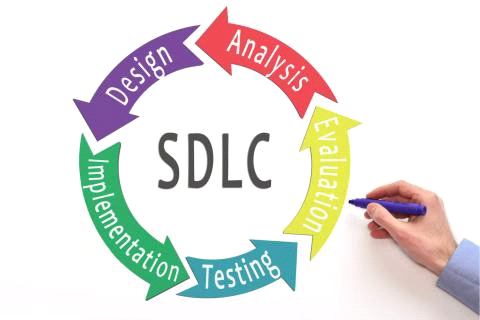 Analysis
Design
SDLC
Implementation
Testing
Evaluation